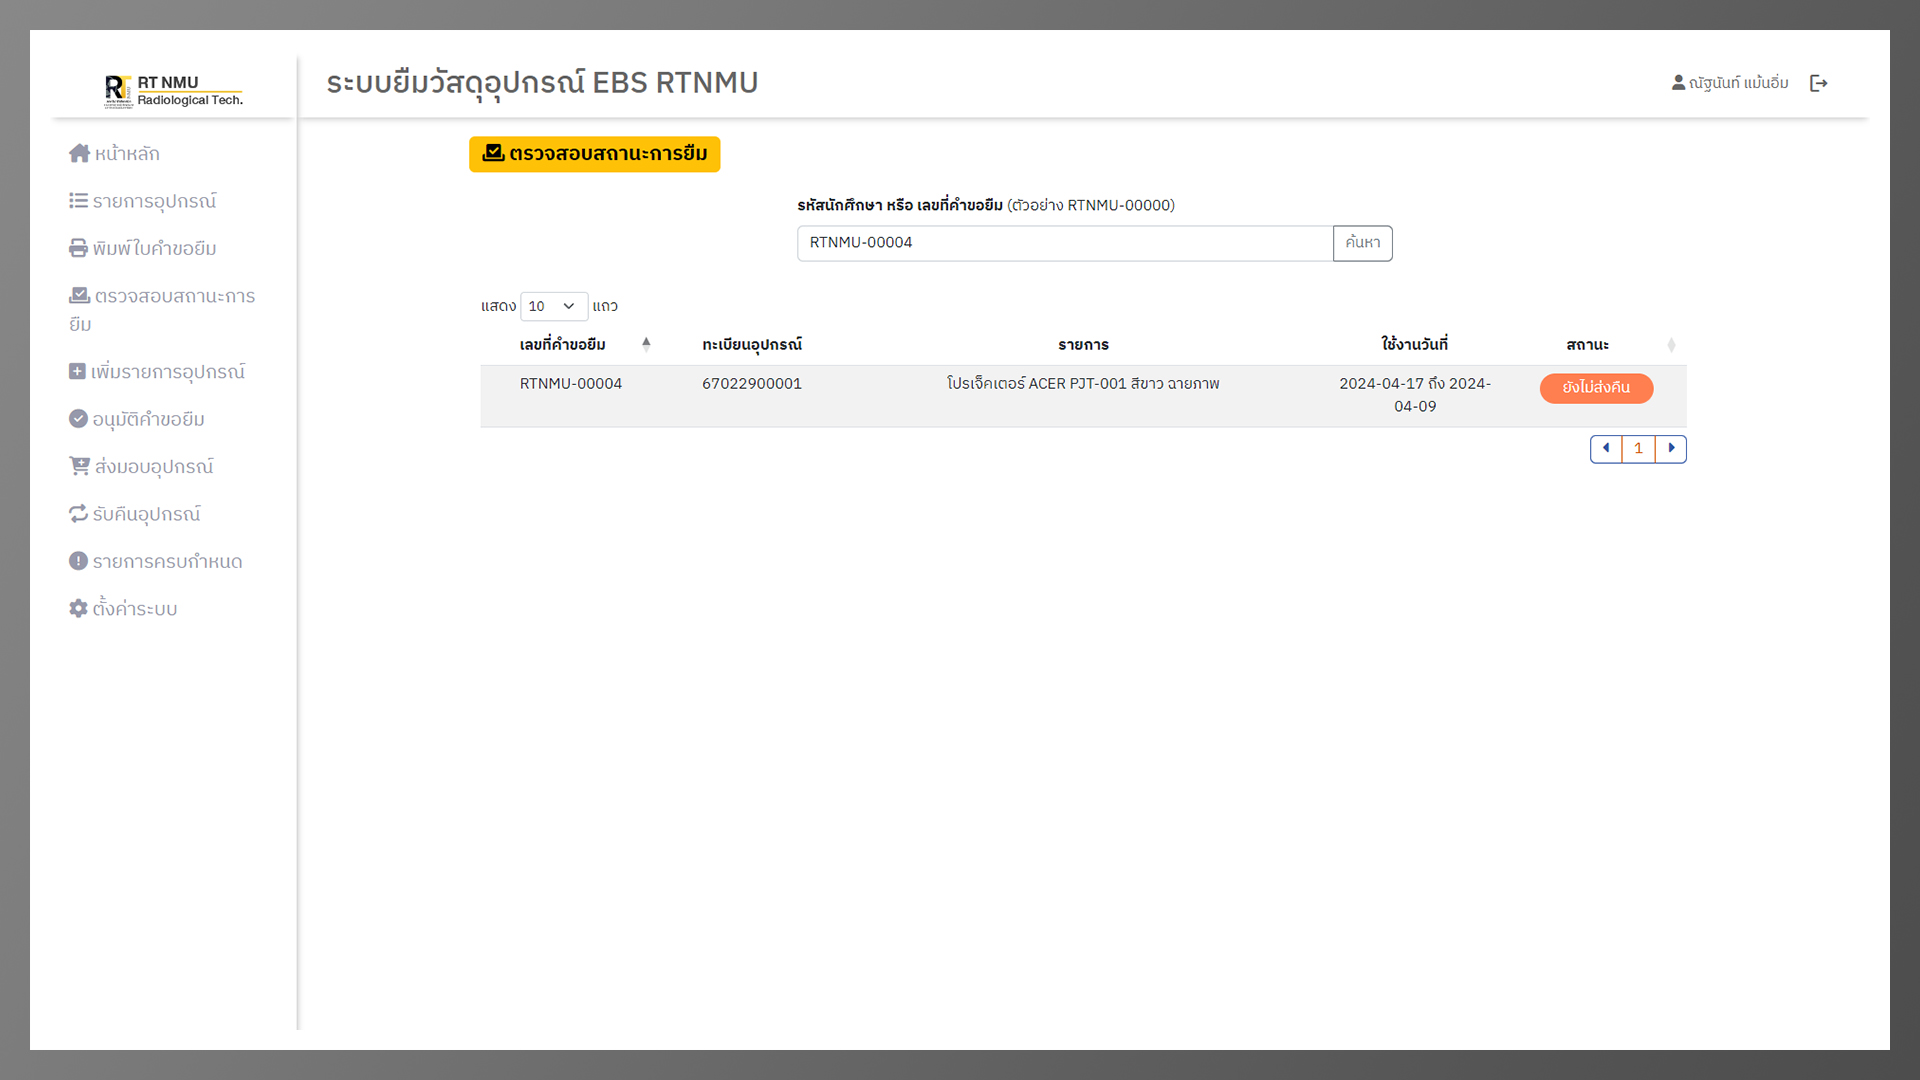 RT NMU
Radiological Tech.
ระบบยืมวัสดุอุปกรณ์ EBS RTNMU
ณัฐนันท์ แม้นอิ่ม
หน้าหลัก
รายการอุปกรณ์
พิมพ์ใบคำขอยืม
ตรวจสอบสถานะการ
ยืม
เพิ่มรายการอุปกรณ์
อนุมัติคำขอยืม
ส่งมอบอุปกรณ์
รับคืนอุปกรณ์
รายการครบกำหนด
ตั้งค่าระบบ
ตรวจสอบสถานะการยืม
รหัสนักศึกษา หรือ เลขที่คำขอยืม (ตัวอย่าง RTNMU-00000)
RTNMU-00004 ค้นหา
แสดง 10 แถว
เลขที่คำขอยืม ทะเบียนอุปกรณ์ รายการ ใช้งานวันที่ สถานะ
RTNMU-00004 67022900001 โปรเจ็คเตอร์ ACER PJT-001 สีขาว ฉายภาพ 2024-04-17 ถึง 2024- ยังไม่ส่งคืน
04-09
1